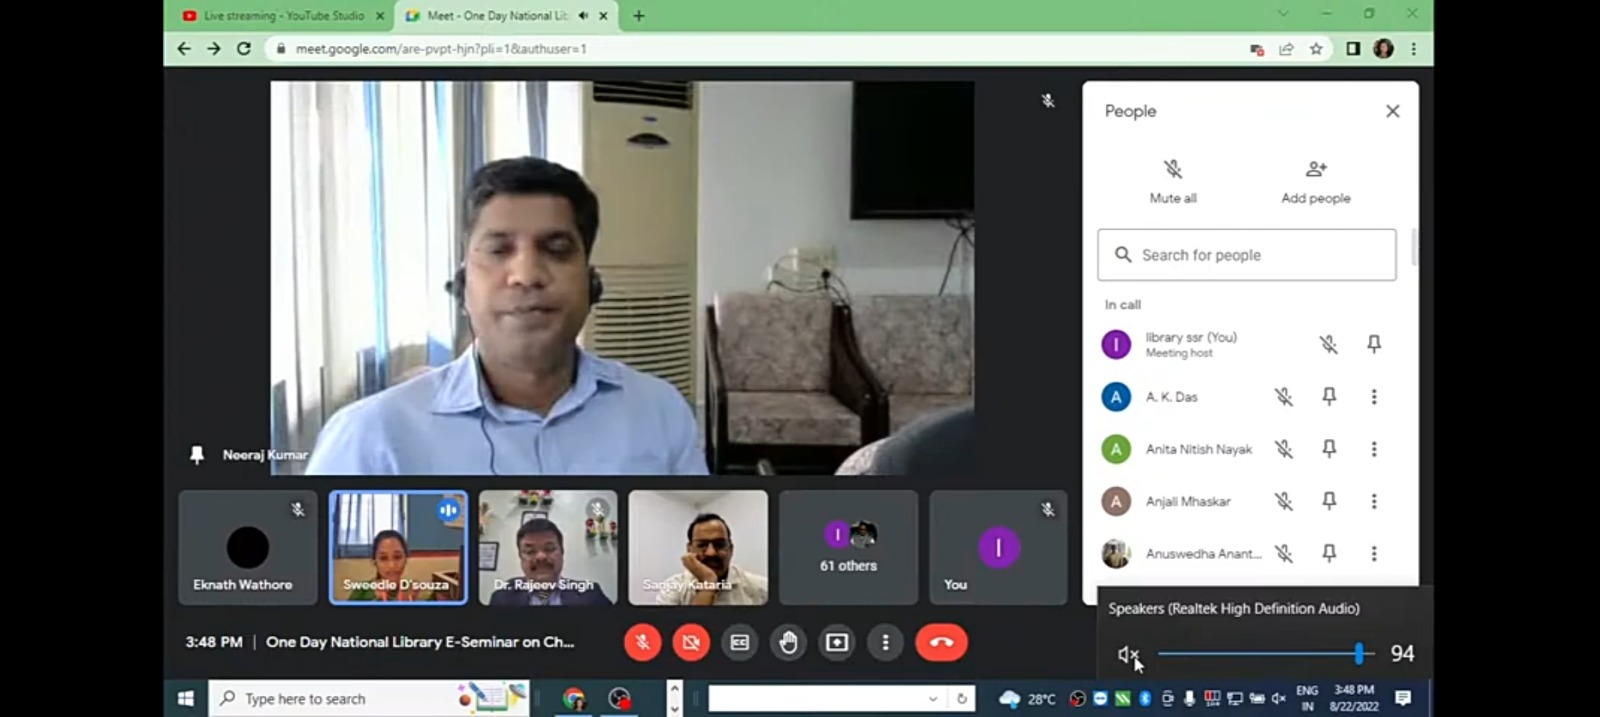 Live streaming - YouTube Studio
Meet - One Day National Lib
meet.google.com/are-pvpt-hjn?pli=1&authuser=1
People
Mute all
Add people
Search for people
In call
library ssr (You)
Meeting host
A A. K. Das
A Anita Nitish Nayak
A Anjali Mhaskar
Anuswedha Anant...
Neeraj Kumar
Eknath Wathore
Sweedle D'souza
Dr. Rajeev Singh
Sanjay Kataria
61 others
You
Speakers (Realtek High Definition Audio)
94
3:48 PM | One Day National Library E-Seminar on Ch...
Type here to search
28°C
ENG
IN
3:48 PM
8/22/2022